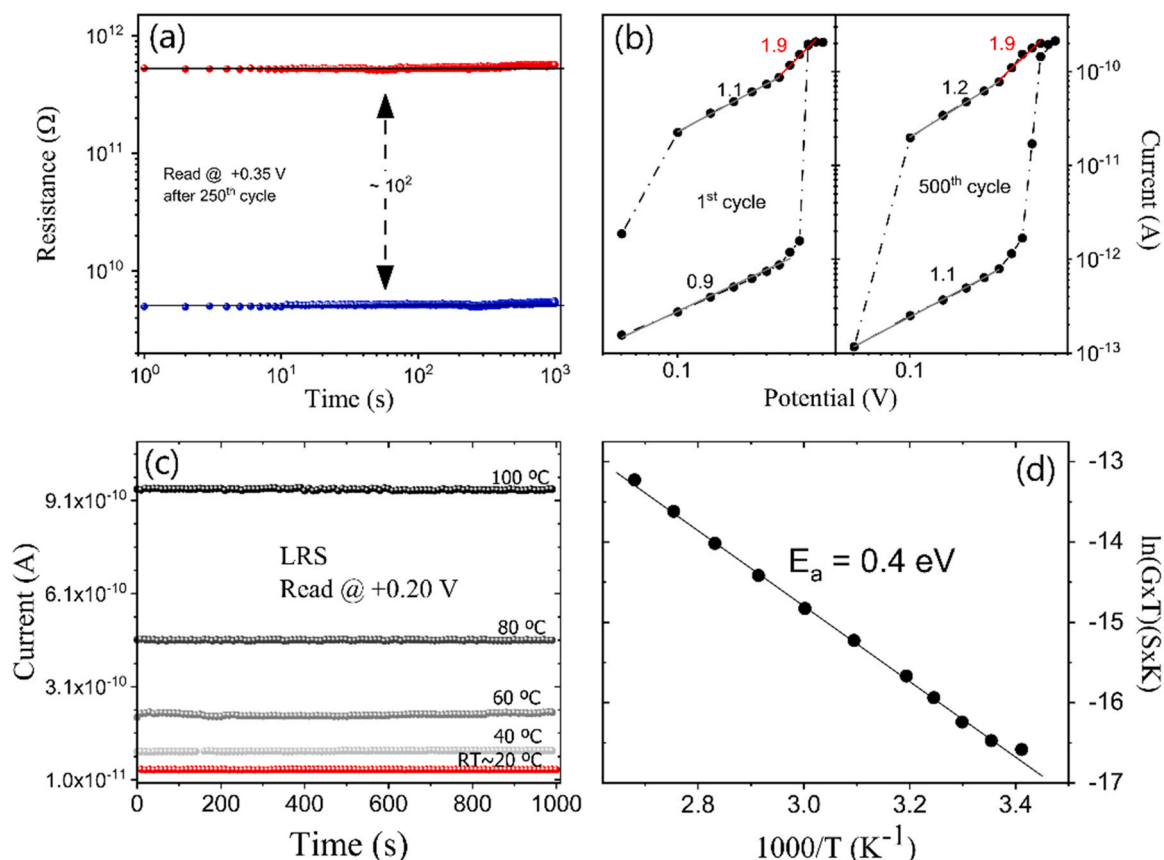 (a)
10¹²
10¹¹
10¹⁰
Resistance (Ω)
Read @ +0.35 V
after 250th cycle
~ 10²
10⁰ 10¹ 10² 10³
Time (s)
(b)
1.9
1.1
1st cycle
0.9
1.9
1.2
500th cycle
1.1
10⁻¹⁰
10⁻¹¹
10⁻¹²
10⁻¹³
Current (A)
0.1 0.1
Potential (V)
(c)
100 ºC
9.1x10⁻¹⁰
LRS
Read @ +0.20 V
6.1x10⁻¹⁰
80 ºC
3.1x10⁻¹⁰
60 ºC
40 ºC
RT~20 ºC
1.0x10⁻¹¹
Current (A)
0 200 400 600 800 1000
Time (s)
(d)
Eₐ = 0.4 eV
-13
-14
-15
-16
-17
ln(GxT)(SxK)
2.8 3.0 3.2 3.4
1000/T (K⁻¹)